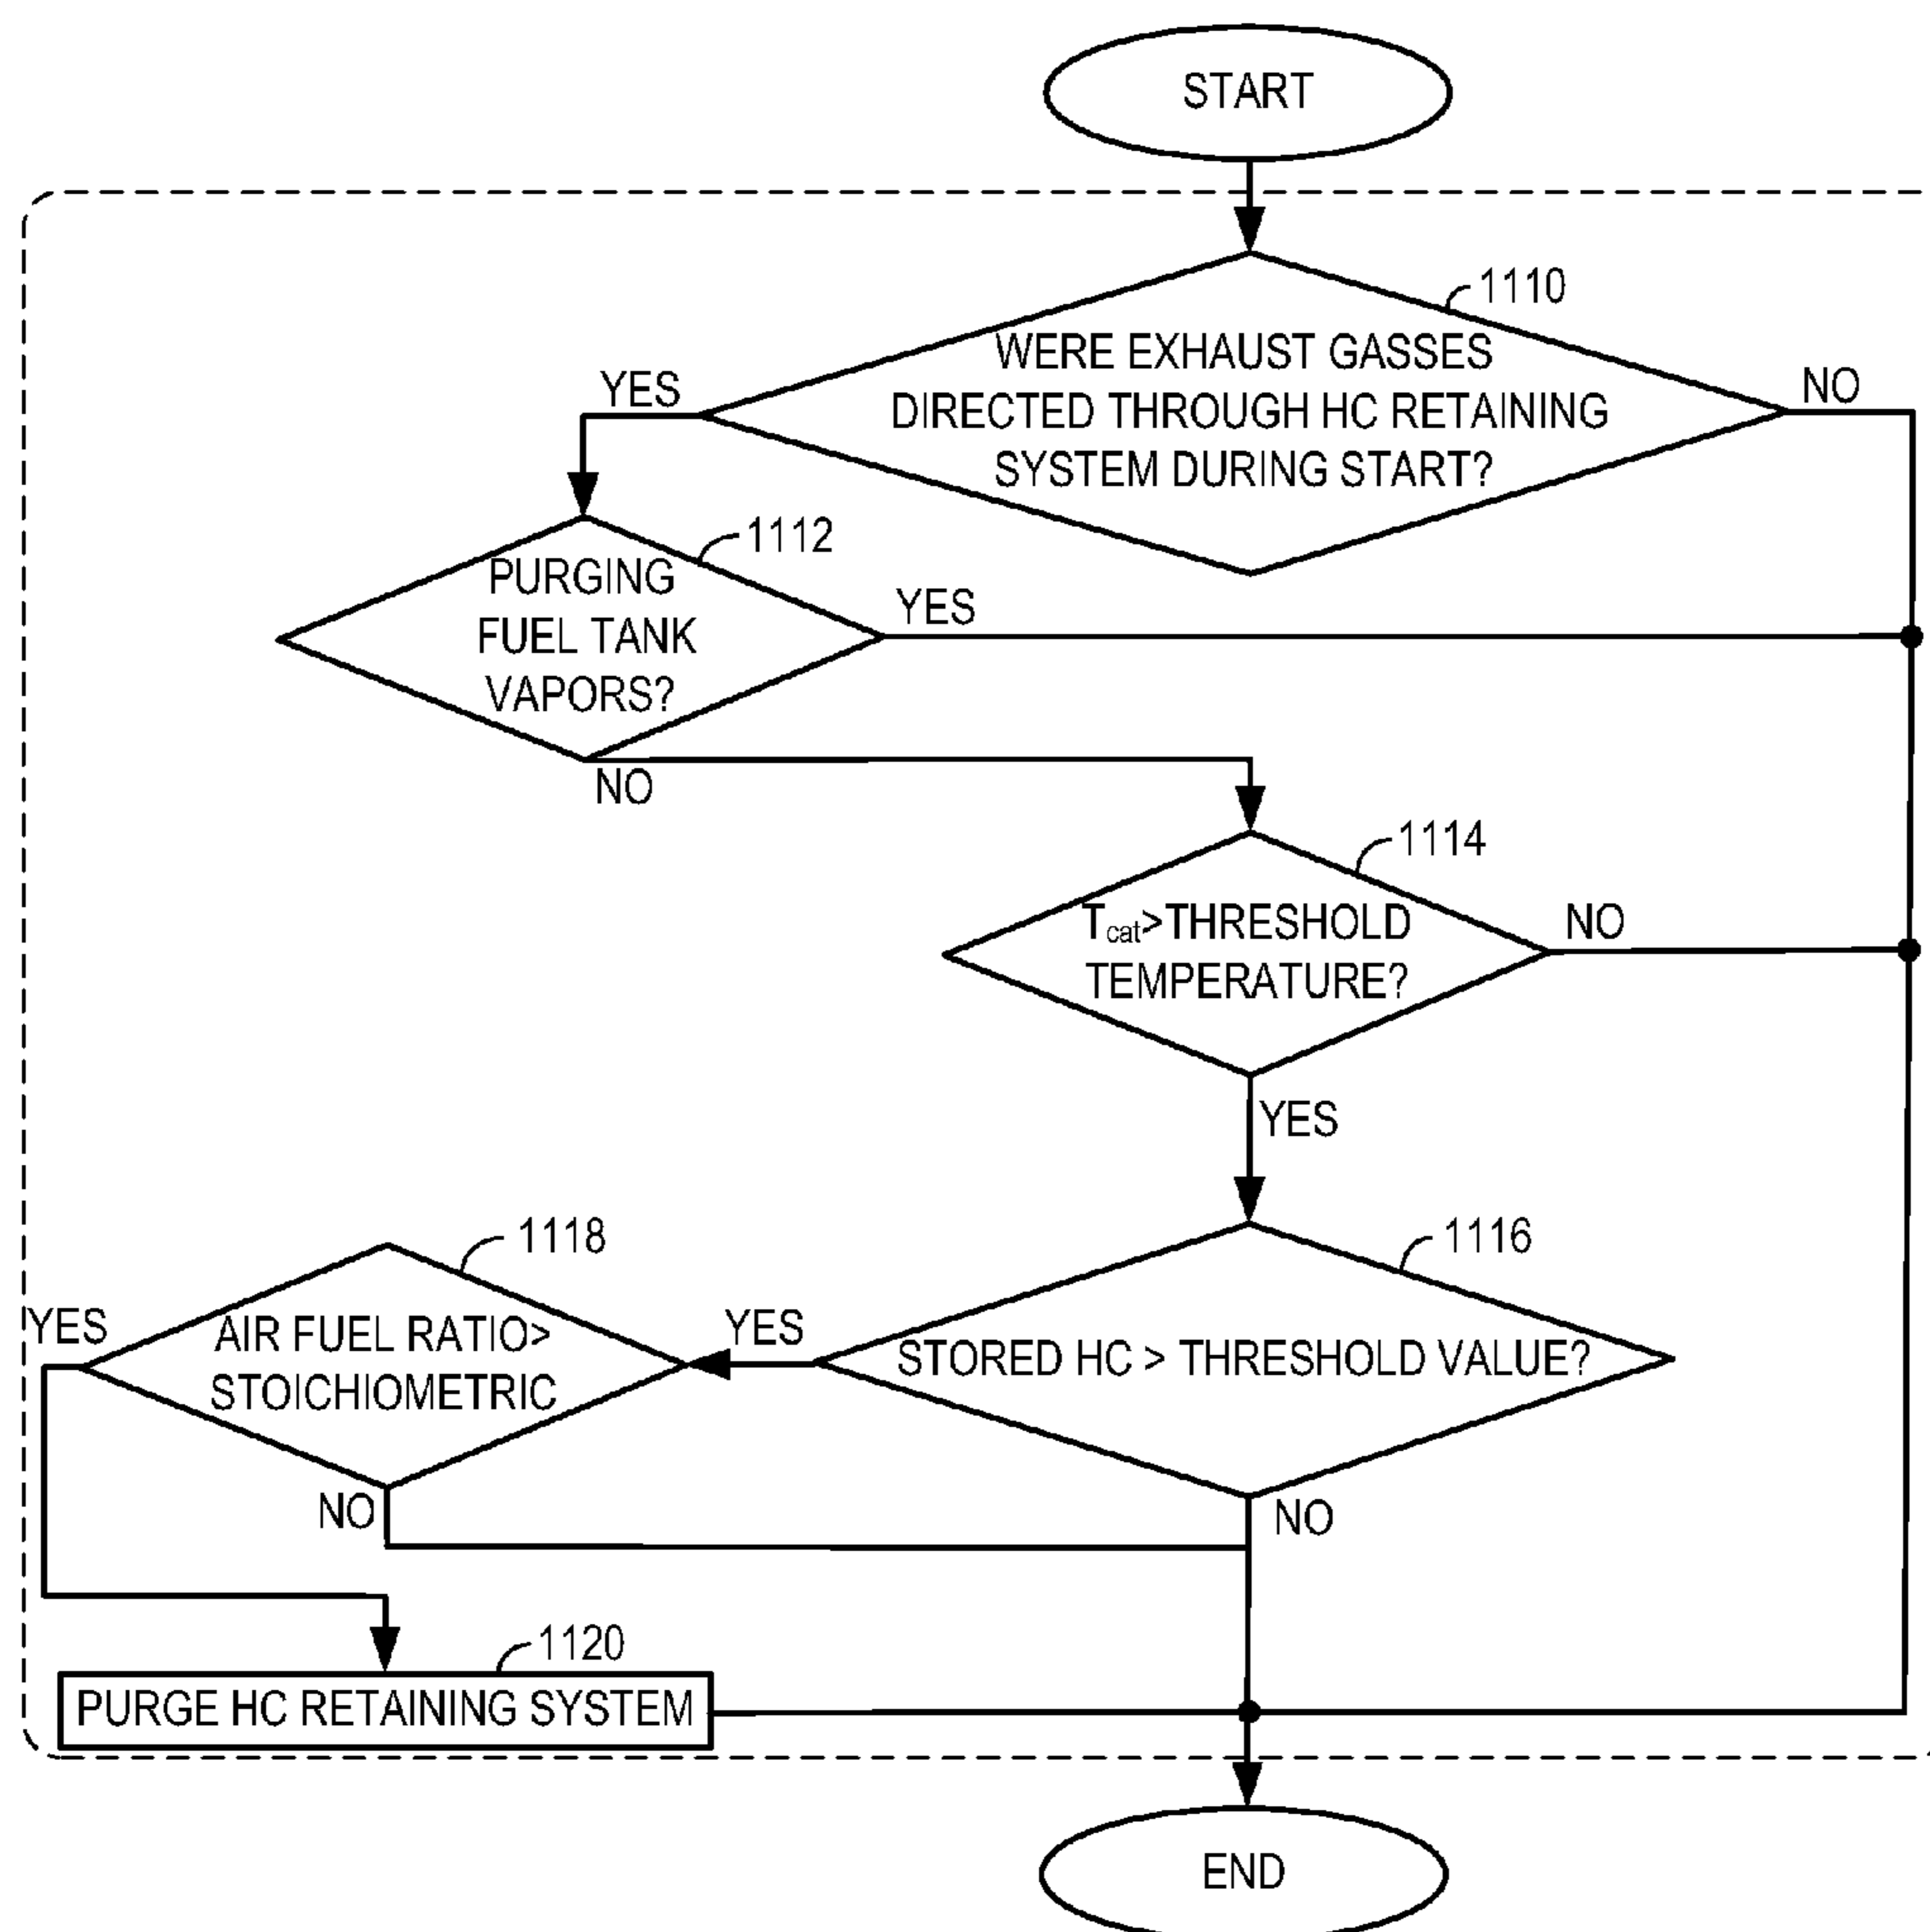 START
1110
WERE EXHAUST GASSES
DIRECTED THROUGH HC RETAINING
SYSTEM DURING START?
YES
NO
1112
PURGING
FUEL TANK
VAPORS?
YES
NO
1114
Tcat>THRESHOLD
TEMPERATURE?
NO
YES
1116
STORED HC > THRESHOLD VALUE?
YES
NO
1118
AIR FUEL RATIO>
STOICHIOMETRIC
YES
NO
1120
PURGE HC RETAINING SYSTEM
END